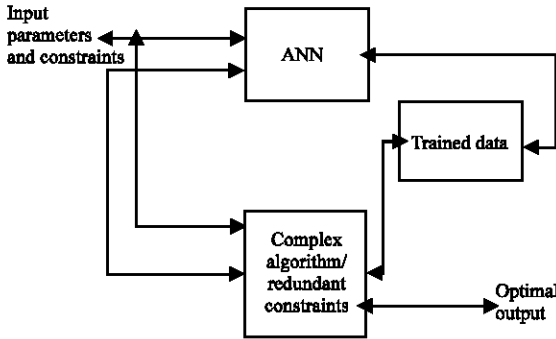 Input
parameters
and constraints
ANN
Trained data
Complex
algorithm/
redundant
constraints
Optimal
output